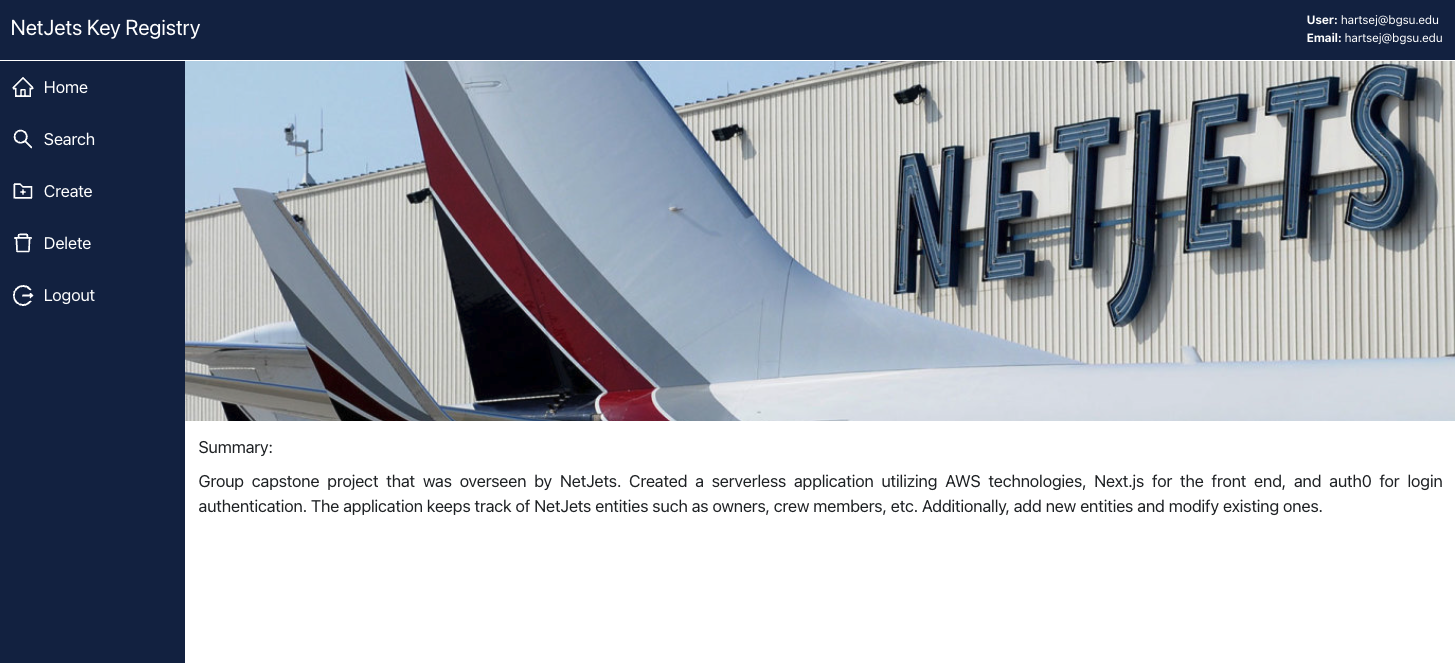 NetJets Key Registry
User: hartsej@bgsu.edu
Email: hartsej@bgsu.edu
Home
Search
Create
Delete
Logout
NETJETS
Summary:
Group capstone project that was overseen by NetJets. Created a serverless application utilizing AWS technologies, Next.js for the front end, and auth0 for login
authentication. The application keeps track of NetJets entities such as owners, crew members, etc. Additionally, add new entities and modify existing ones.